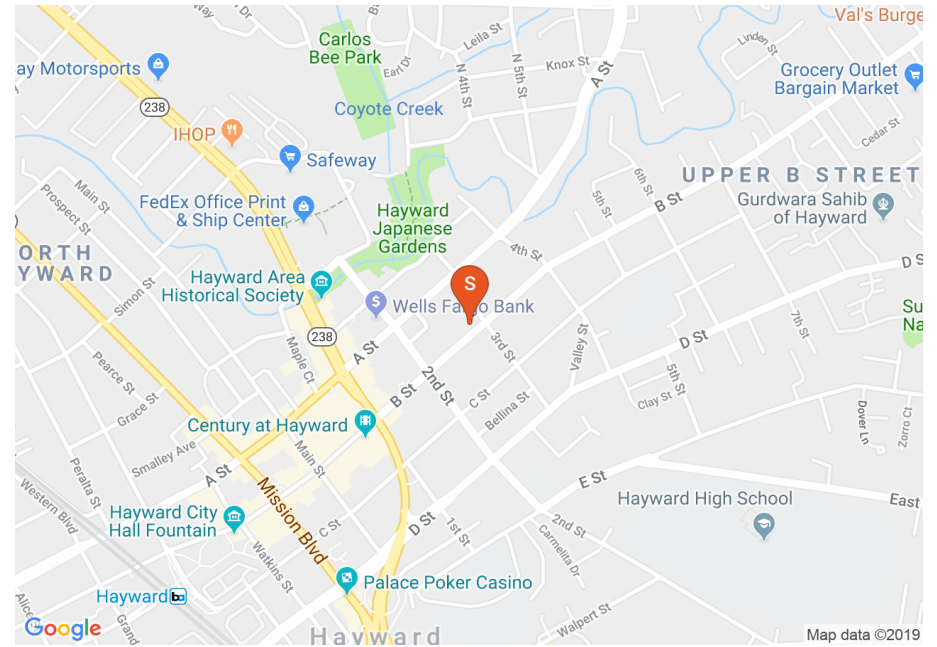 Val's Burge
Carlos
Bee Park
Leila St
Linden St
Earl Dr
N 4th St
N 5th St
Knox St
A St
ay Motorsports
Grocery Outlet
Bargain Market
238
Coyote Creek
IHOP
Cedar St
Safeway
UPPER B STREET
Main St
Prospect St
FedEx Office Print
& Ship Center
Hayward
Japanese
Gardens
5th St
6th St
B St
Gurdwara Sahib
of Hayward
4th St
ORTH
YWARD
D S
Hayward Area
Historical Society
S
Simon St
Wells Fargo Bank
Su
Na
238
Maple Ct
A St
3rd St
Valley St
D St
7th St
Pearce St
Grace St
2nd St
B St
C St
Bellina St
5th St
Clay St
Dover Ln
Zorro Ct
Century at Hayward
Smalley Ave
Main St
A St
Peralta St
Western Blvd
Mission Blvd
E St
Hayward High School
East
Hayward City
Hall Fountain
C St
D St
1st St
2nd St
Carmelita Dr
Watkins St
Palace Poker Casino
Hayward
ba
Alice
Grand
Walpert St
Google
Hayward
Map data ©2019